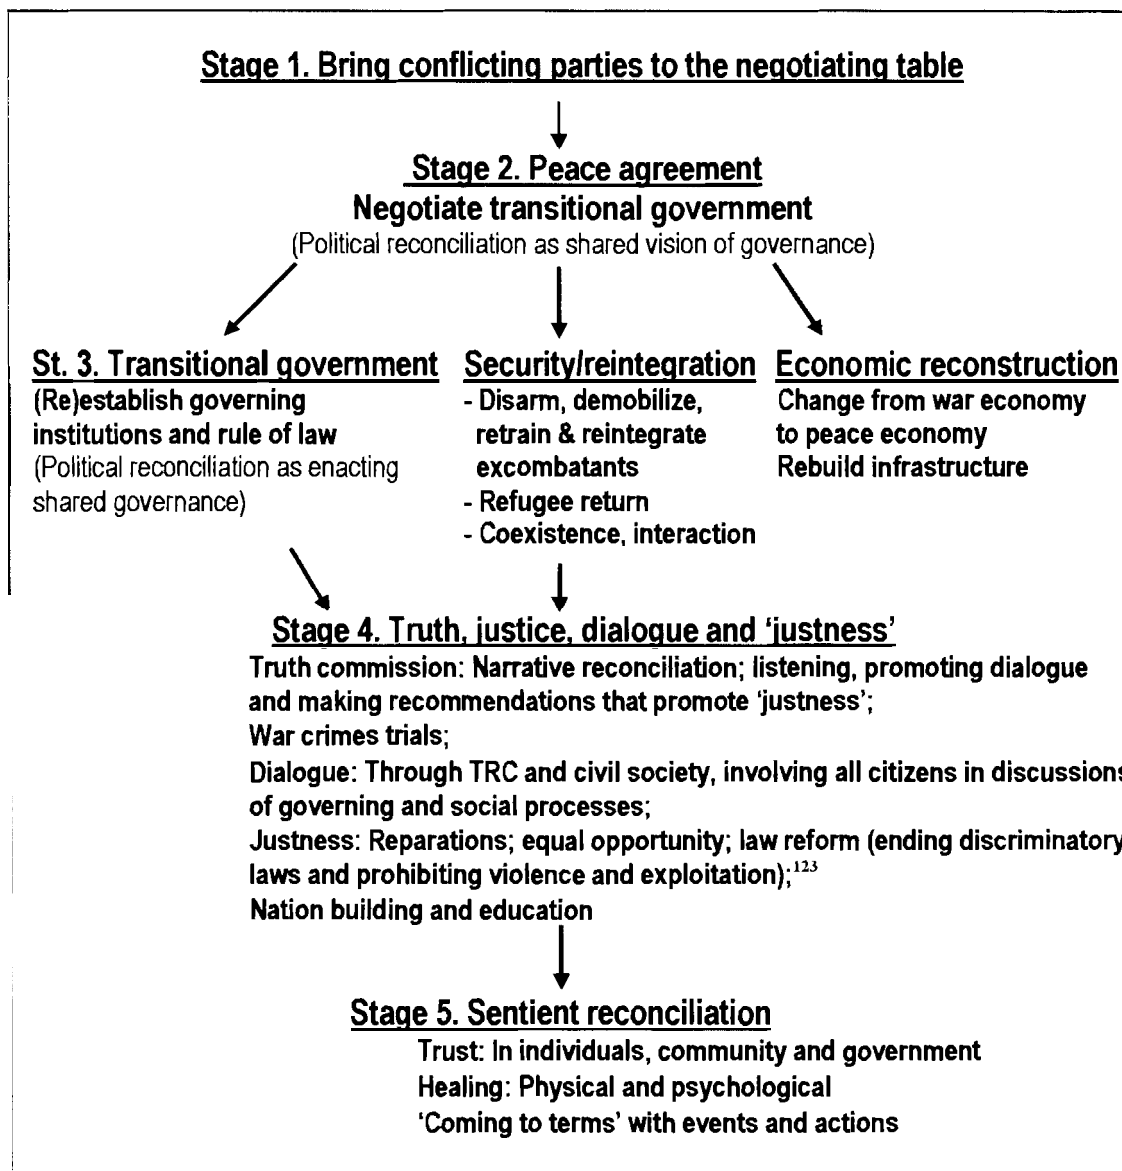 Stage 1. Bring conflicting parties to the negotiating table
Stage 2. Peace agreement
Negotiate transitional government
(Political reconciliation as shared vision of governance)
St. 3. Transitional government
(Re)establish governing
institutions and rule of law
(Political reconciliation as enacting
shared governance)
Security/reintegration
- Disarm, demobilize,
retrain & reintegrate
excombatants
- Refugee return
- Coexistence, interaction
Economic reconstruction
Change from war economy
to peace economy
Rebuild infrastructure
Stage 4. Truth, justice, dialogue and ‘justness’
Truth commission: Narrative reconciliation; listening, promoting dialogue
and making recommendations that promote ‘justness’;
War crimes trials;
Dialogue: Through TRC and civil society, involving all citizens in discussions
of governing and social processes;
Justness: Reparations; equal opportunity; law reform (ending discriminatory
laws and prohibiting violence and exploitation);¹²³
Nation building and education
Stage 5. Sentient reconciliation
Trust: In individuals, community and government
Healing: Physical and psychological
‘Coming to terms’ with events and actions